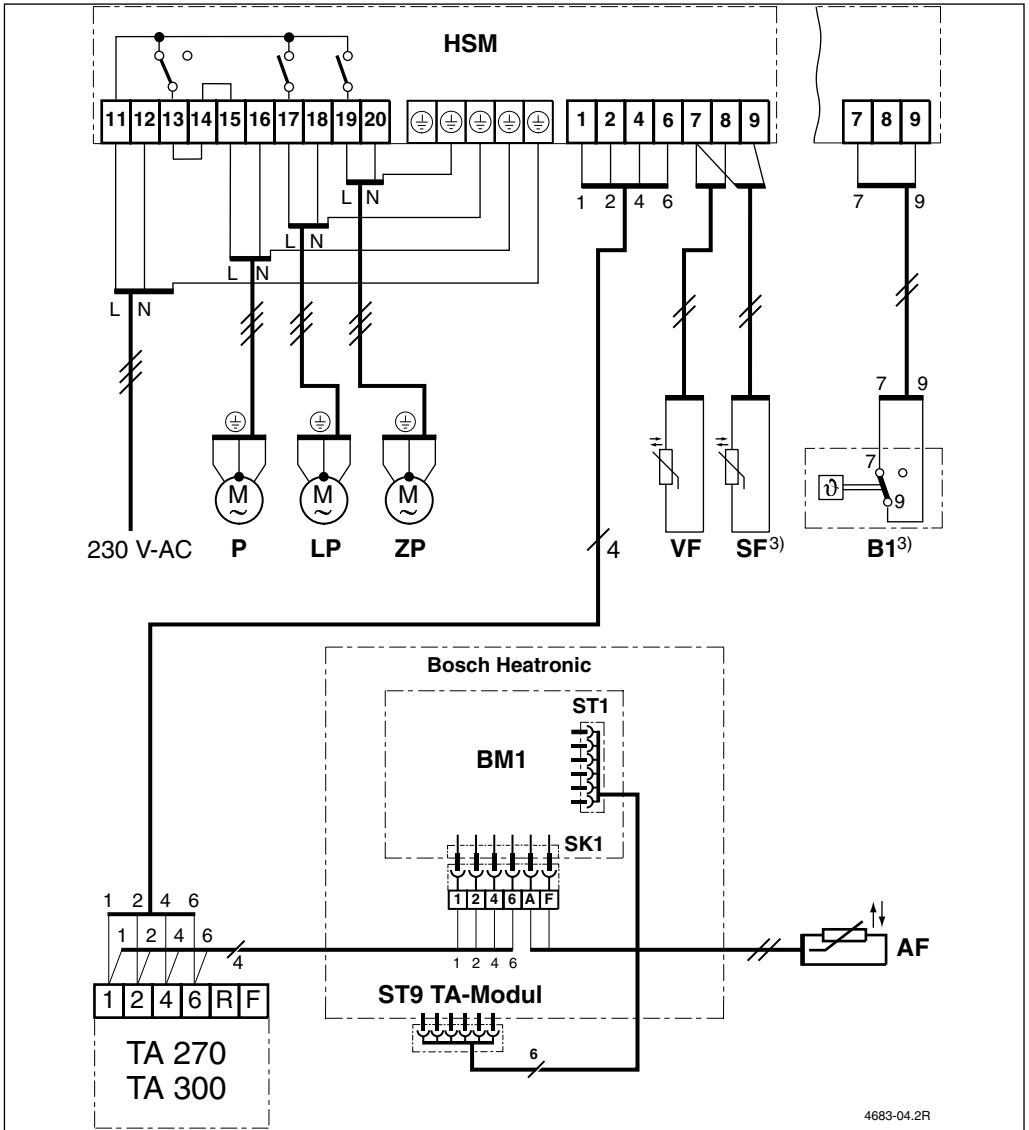 HSM
11 12 13 14 15 16 17 18 19 20
1 2 4 6 7 8 9
7 8 9
L N
1 2 4 6
7 9
L N
L N
L N
7 9
7
ϑ
9
M
~
M
~
M
~
230 V-AC P LP ZP
4
VF SF3) B13)
Bosch Heatronic
ST1
BM1
SK1
1 2 4 6 A F
1 2 4 6
1 2 4 6
4
1 2 4 6
AF
ST9 TA-Modul
1 2 4 6 R F
6
TA 270
TA 300
4683-04.2R